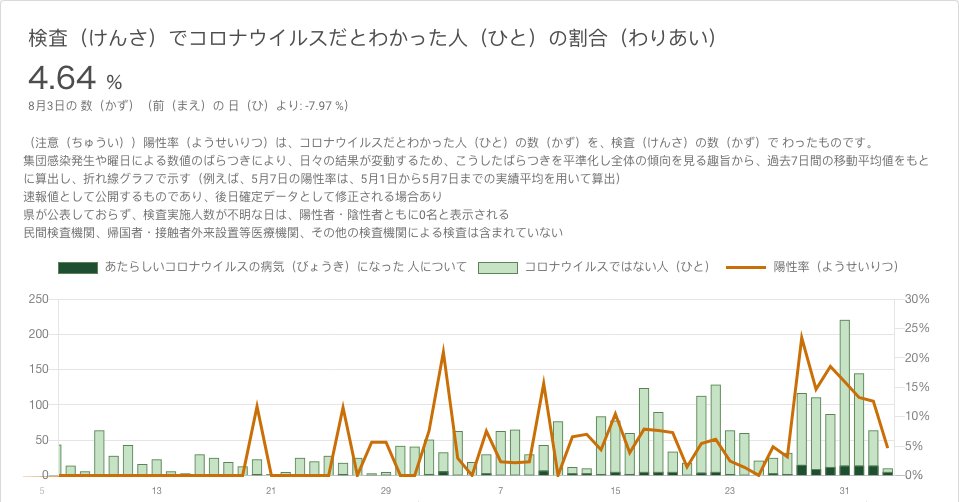 検査（けんさ）でコロナウイルスだとわかった人（ひと）の割合（わりあい）
4.64 %
8月3日の 数（かず）（前（まえ）の 日（ひ）より: -7.97 %）
（注意（ちゅうい））陽性率（ようせいりつ）は、コロナウイルスだとわかった人（ひと）の数（かず）を、検査（けんさ）の数（かず）で わったものです。
集団感染発生や曜日による数値のばらつきにより、日々の結果が変動するため、こうしたばらつきを平準化し全体の傾向を見る趣旨から、過去7日間の移動平均値をもと
に算出し、折れ線グラフで示す（例えば、5月7日の陽性率は、5月1日から5月7日までの実績平均を用いて算出）
速報値として公開するものであり、後日確定データとして修正される場合あり
県が公表しておらず、検査実施人数が不明な日は、陽性者・陰性者ともに0名と表示される
民間検査機関、帰国者・接触者外来設置等医療機関、その他の検査機関による検査は含まれていない
あたらしいコロナウイルスの病気（びょうき）になった 人について コロナウイルスではない人（ひと） 陽性率（ようせいりつ）
250 30%
25%
200
20%
150
15%
100
10%
50
5%
0 0%
5 13 21 29 7 15 23 31